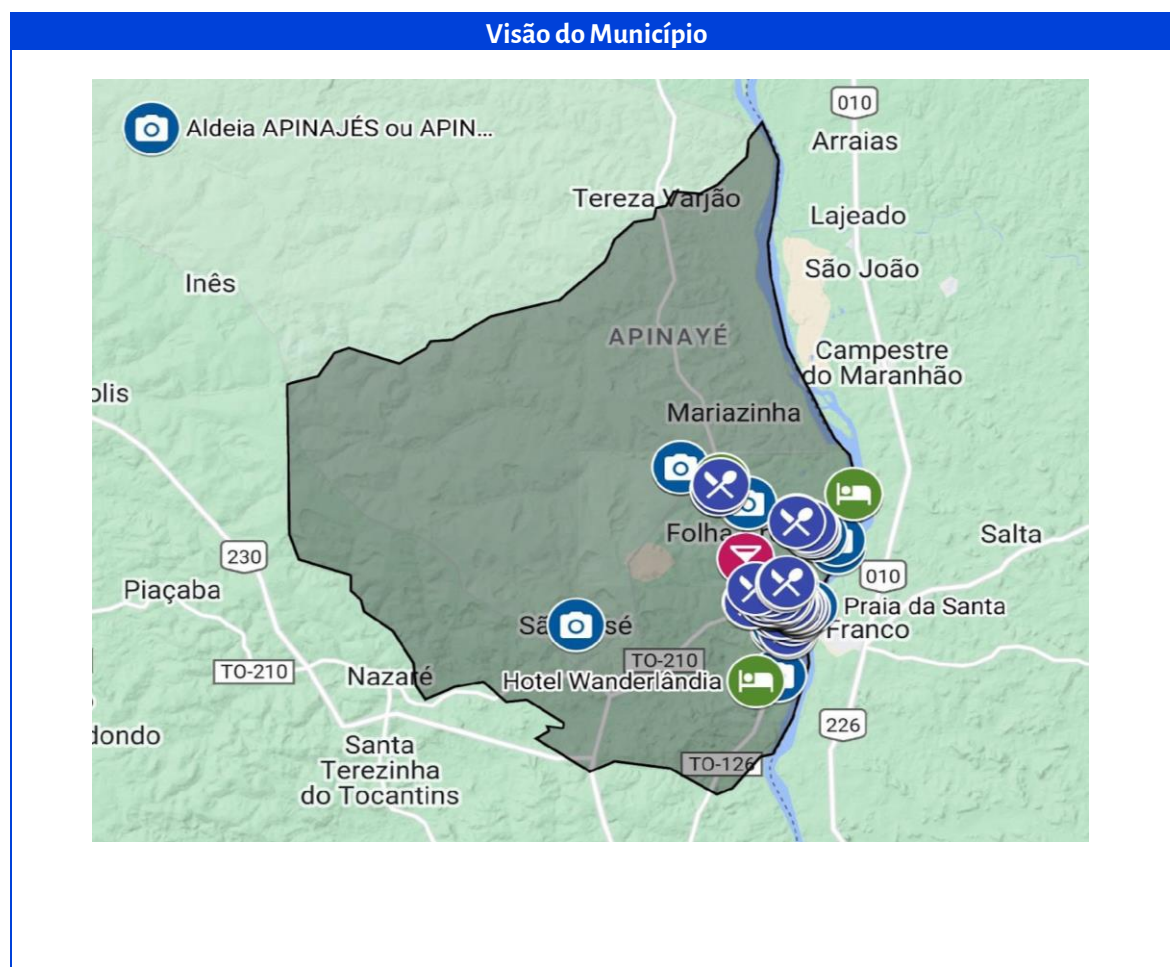 Visão do Município
010
Aldeia APINAJÉS ou APIN...
Arraias
Tereza Varjão
Lajeado
São João
Inês
APINAYÉ
Campestre
do Maranhão
olis
Mariazinha
Folha
Salta
230
010
Piaçaba
Praia da Santa
Franco
TO-210
TO-210
Nazaré
Hotel Wanderlândia
226
dondo
Santa
Terezinha
do Tocantins
TO-126